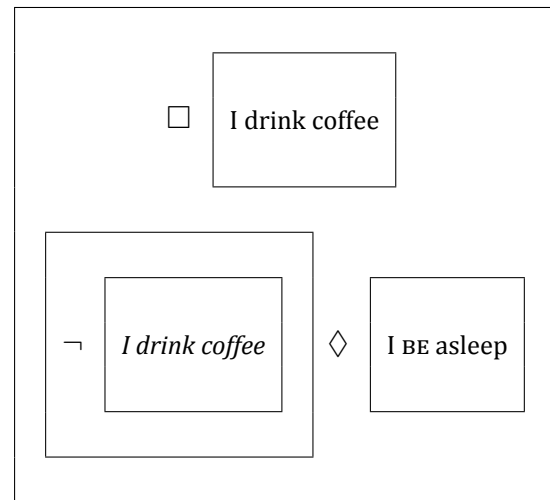 □ I drink coffee
¬ I drink coffee ◊ I BE asleep